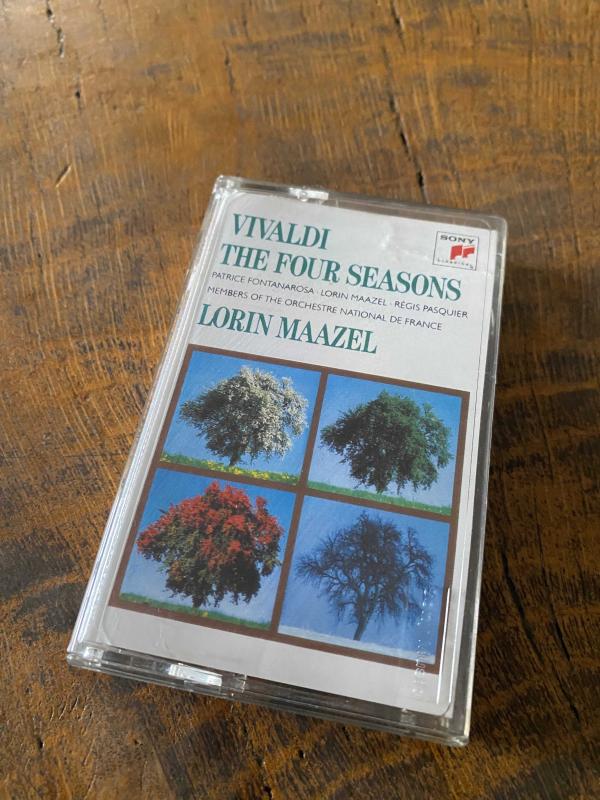 VIVALDI
THE FOUR SEASONS
PATRICE FONTANAROSA · LORIN MAAZEL · RÉGIS PASQUIER
MEMBERS OF THE ORCHESTRE NATIONAL DE FRANCE
LORIN MAAZEL
SONY
CLASSICAL